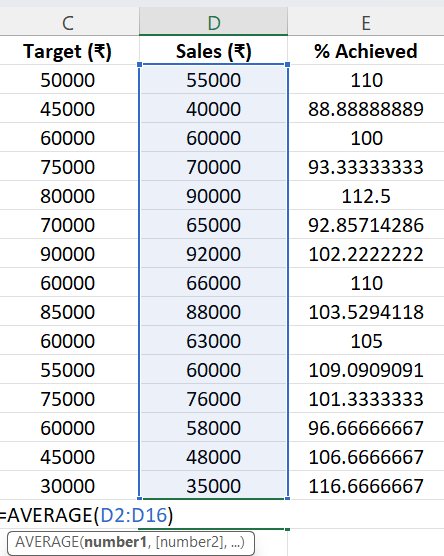 C D E
Target (₹) Sales (₹) % Achieved
50000 55000 110
45000 40000 88.88888889
60000 60000 100
75000 70000 93.33333333
80000 90000 112.5
70000 65000 92.85714286
90000 92000 102.2222222
60000 66000 110
85000 88000 103.5294118
60000 63000 105
55000 60000 109.0909091
75000 76000 101.3333333
60000 58000 96.66666667
45000 48000 106.6666667
30000 35000 116.6666667
=AVERAGE(D2:D16)
AVERAGE(number1, [number2], ...)